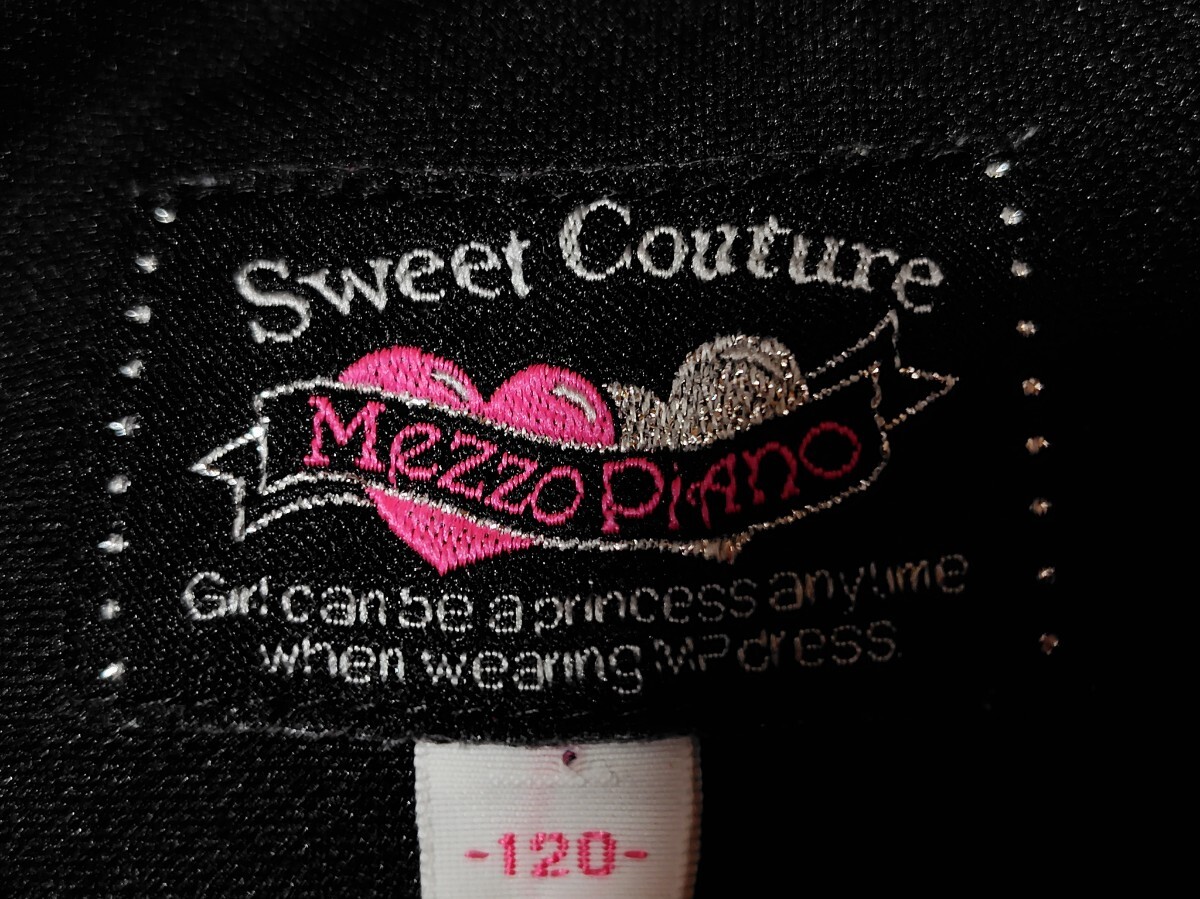 Sweet Couture
Mezzo Piano
Girl can be a princess anytime
when wearing MP dress.
-120-